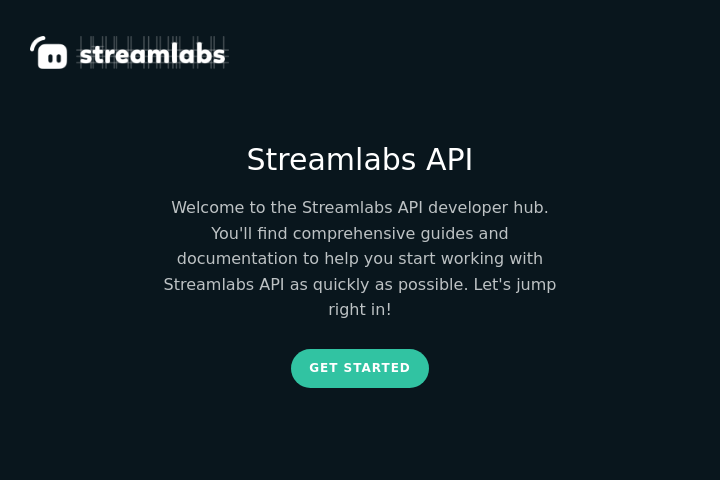 streamlabs
Streamlabs API
Welcome to the Streamlabs API developer hub.
You'll find comprehensive guides and
documentation to help you start working with
Streamlabs API as quickly as possible. Let's jump
right in!
GET STARTED